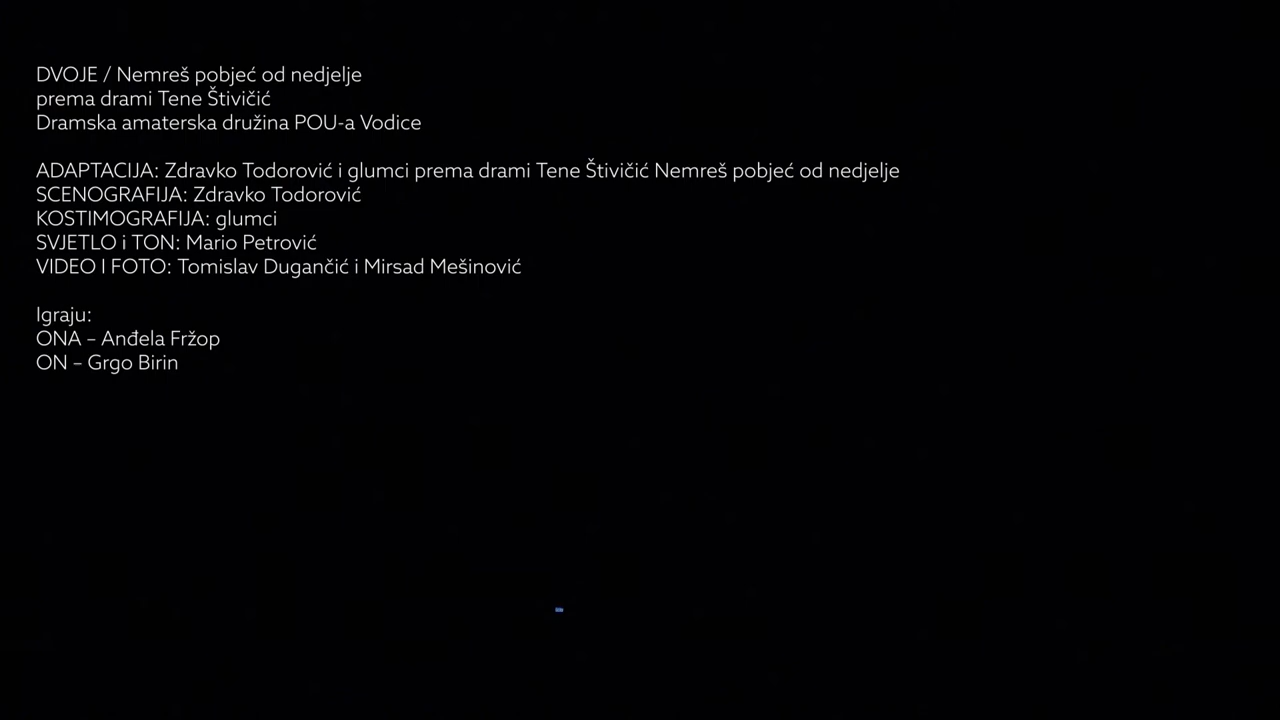 DVOJE / Nemreš pobjeć od nedjelje
prema drami Tene Štivičić
Dramska amaterska družina POU-a Vodice
ADAPTACIJA: Zdravko Todorović i glumci prema drami Tene Štivičić Nemreš pobjeć od nedjelje
SCENOGRAFIJA: Zdravko Todorović
KOSTIMOGRAFIJA: glumci
SVJETLO i TON: Mario Petrović
VIDEO I FOTO: Tomislav Dugančić i Mirsad Mešinović
Igraju:
ONA – Anđela Fržop
ON – Grgo Birin